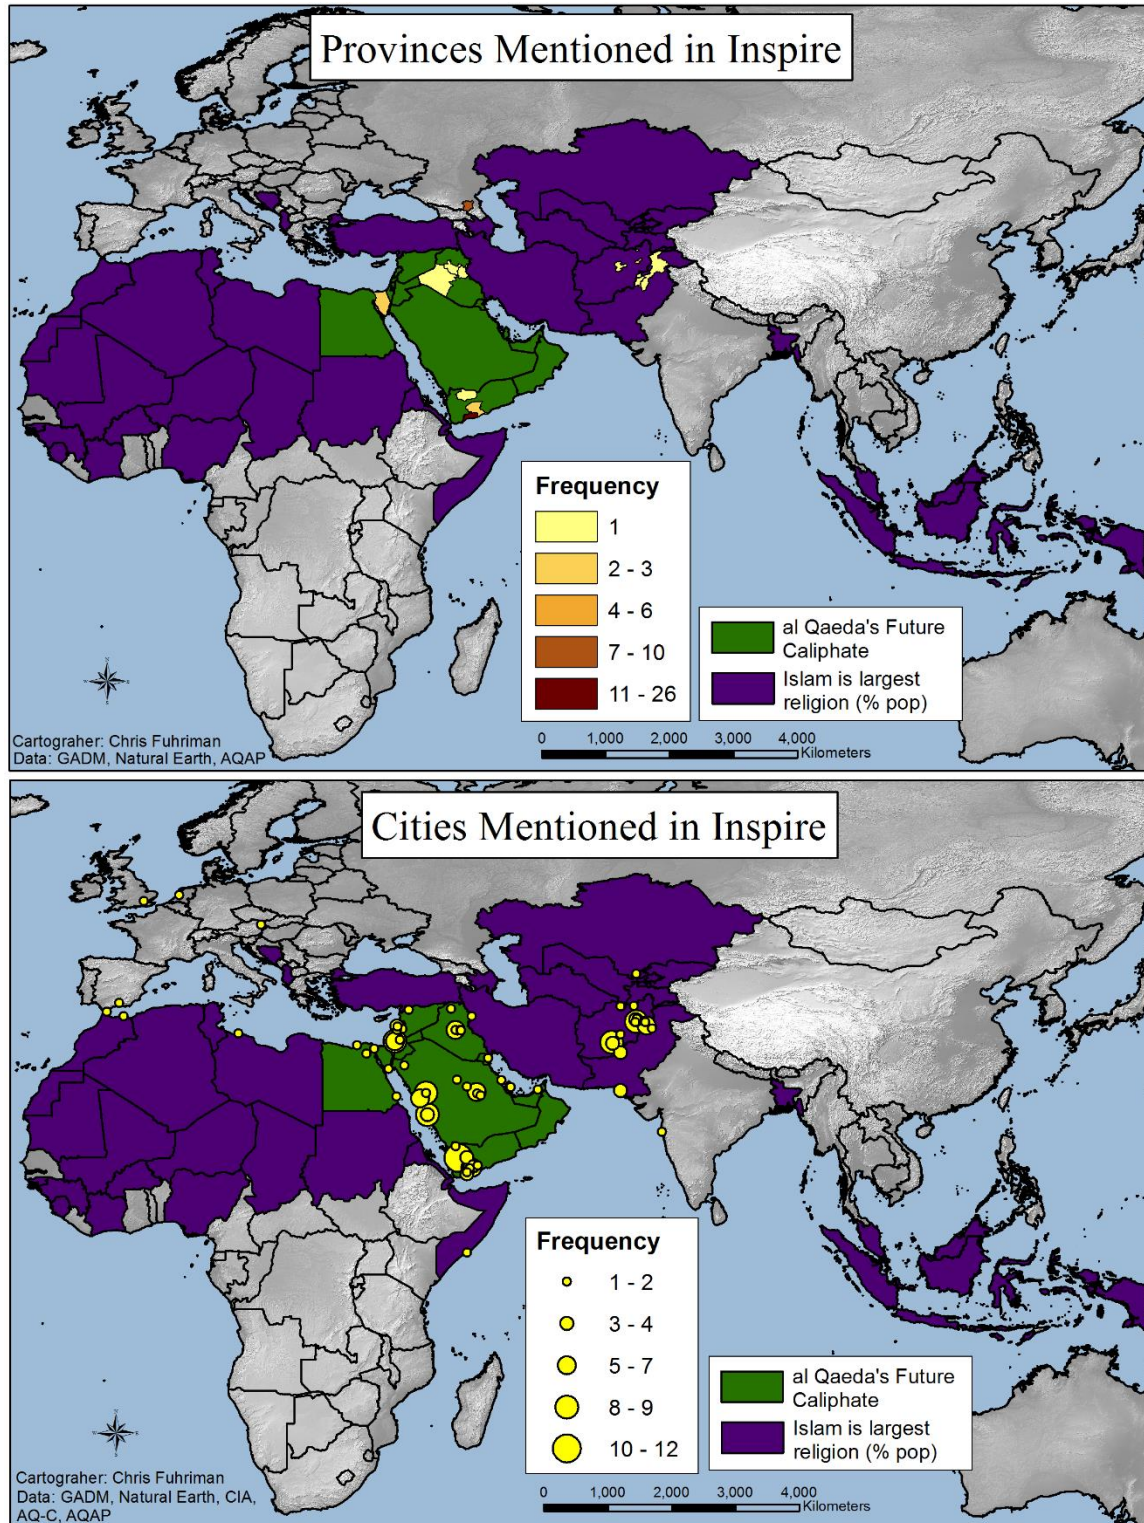 Provinces Mentioned in Inspire
Frequency
1
2 - 3
4 - 6
7 - 10
11 - 26
al Qaeda's Future
Caliphate
Islam is largest
religion (% pop)
0 1,000 2,000 3,000 4,000
Kilometers
Cartograher: Chris Fuhriman
Data: GADM, Natural Earth, AQAP
Cities Mentioned in Inspire
Frequency
1 - 2
3 - 4
5 - 7
8 - 9
10 - 12
al Qaeda's Future
Caliphate
Islam is largest
religion (% pop)
0 1,000 2,000 3,000 4,000
Kilometers
Cartograher: Chris Fuhriman
Data: GADM, Natural Earth, CIA,
AQ-C, AQAP